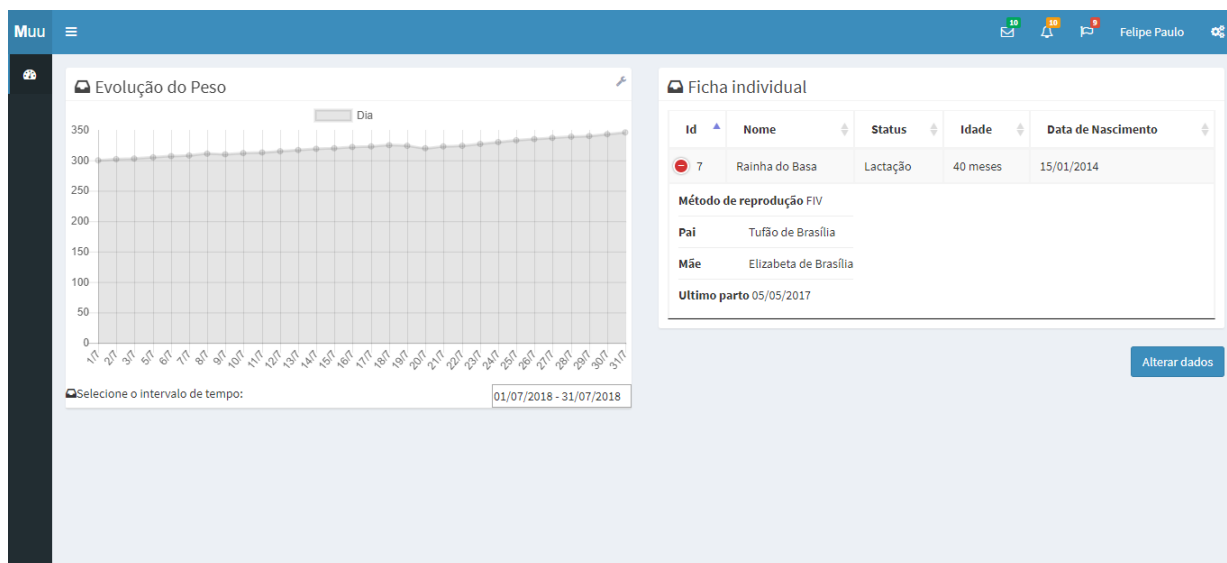 Muu
10 10 9 Felipe Paulo
Evolução do Peso
Dia
350
300
250
200
150
100
50
0
1/7 2/7 3/7 5/7 6/7 7/7 8/7 9/7 10/7 11/7 12/7 13/7 14/7 15/7 16/7 17/7 18/7 19/7 20/7 21/7 22/7 23/7 24/7 25/7 26/7 27/7 28/7 29/7 30/7 31/7
Selecione o intervalo de tempo: 01/07/2018 - 31/07/2018
Ficha individual
Id Nome Status Idade Data de Nascimento
7 Rainha do Basa Lactação 40 meses 15/01/2014
Método de reprodução FIV
Pai Tufão de Brasília
Mãe Elizabeta de Brasília
Ultimo parto 05/05/2017
Alterar dados